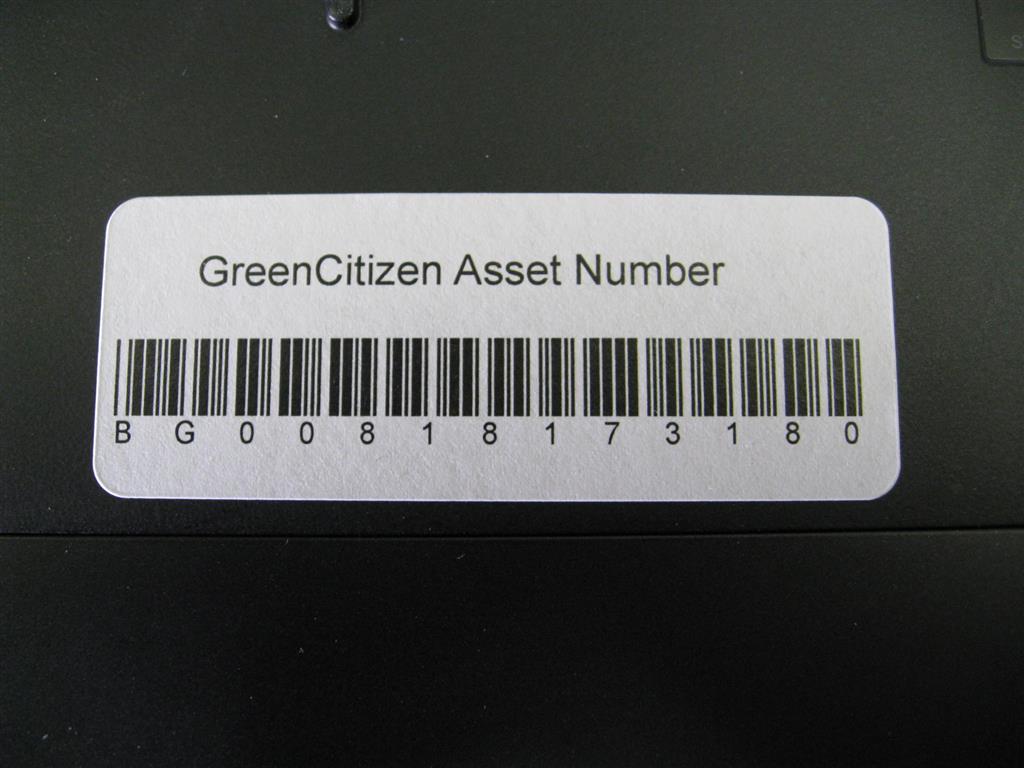 GreenCitizen Asset Number
B G 0 0 8 1 8 1 7 3 1 8 0